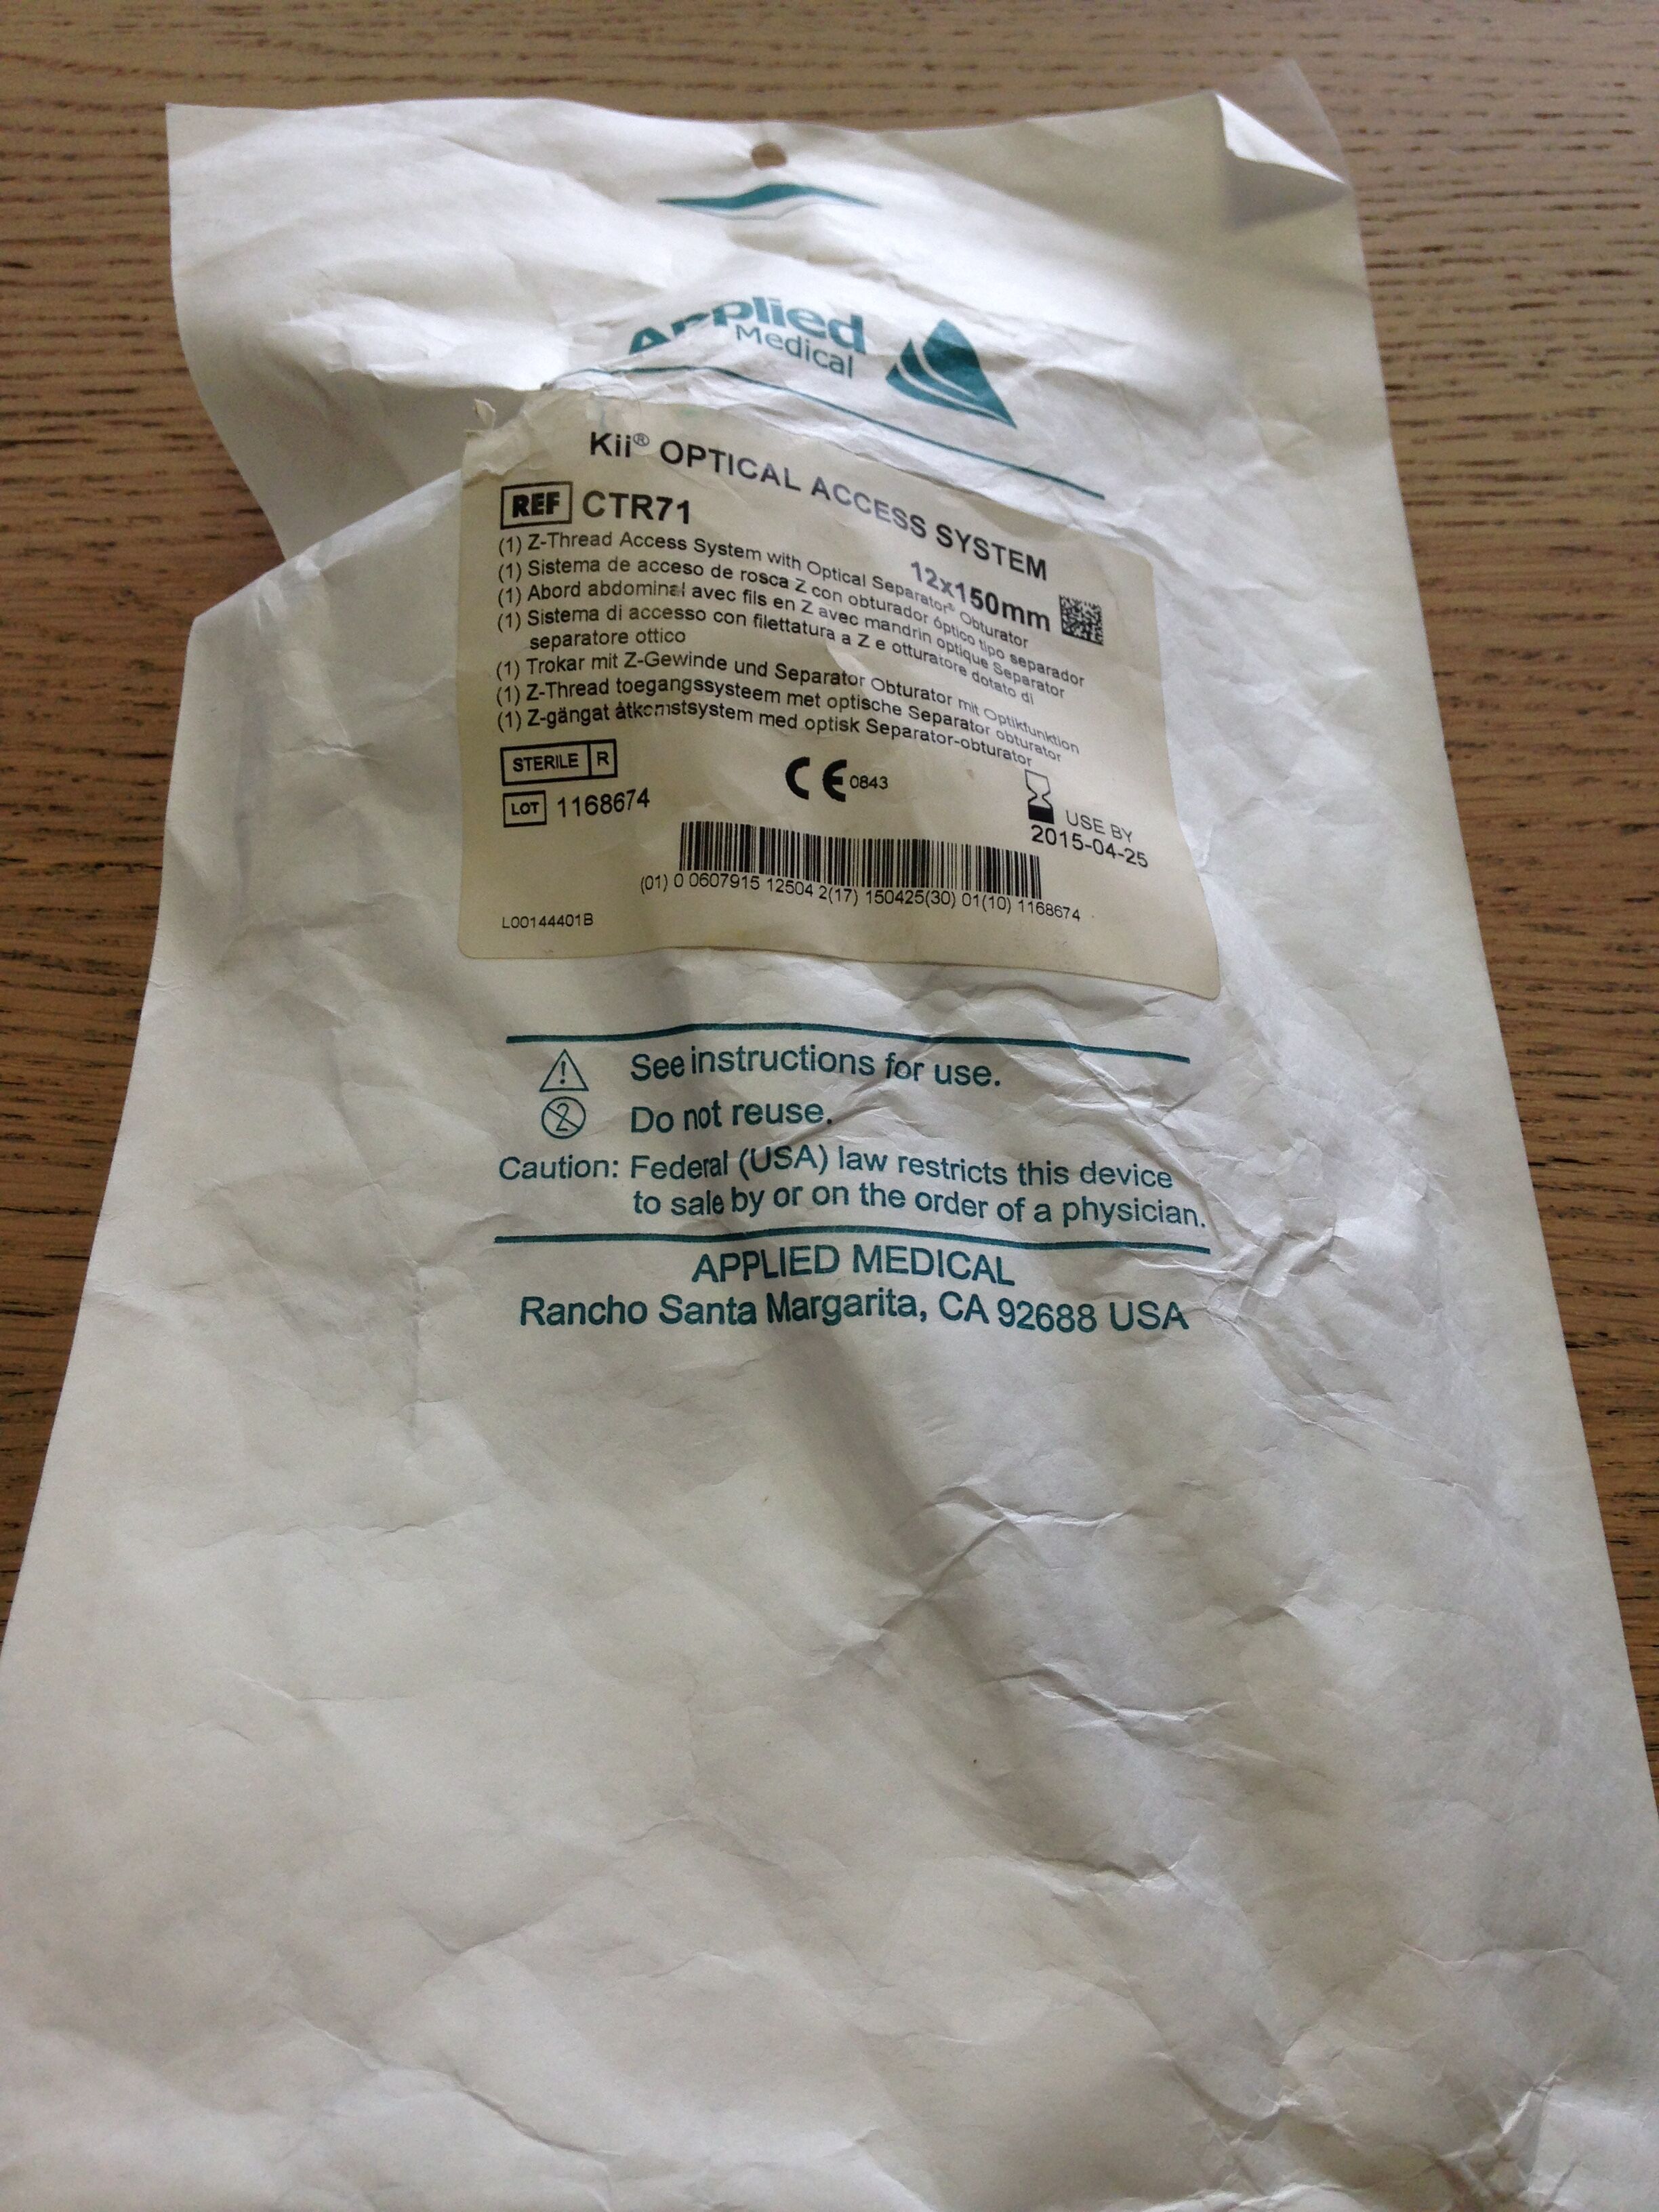 Applied
Medical
Kii® OPTICAL ACCESS SYSTEM
REF CTR71
12x150mm
(1) Z-Thread Access System with Optical Separator® Obturator
(1) Sistema de acceso de rosca Z con obturador óptico tipo separador
(1) Abord abdominal avec fils en Z avec mandrin optique Separator
(1) Sistema di accesso con filettatura a Z e otturatore dotato di
separatore ottico
(1) Trokar mit Z-Gewinde und Separator Obturator mit Optikfunktion
(1) Z-Thread toegangssysteem met optische Separator obturator
(1) Z-gängat åtkomstsystem med optisk Separator-obturator
STERILE R
CE 0843
LOT 1168674
USE BY
2015-04-25
(01) 0 0607915 12504 2(17) 150425(30) 01(10) 1168674
L00144401B
See instructions for use.
2 Do not reuse.
Caution: Federal (USA) law restricts this device
to sale by or on the order of a physician.
APPLIED MEDICAL
Rancho Santa Margarita, CA 92688 USA